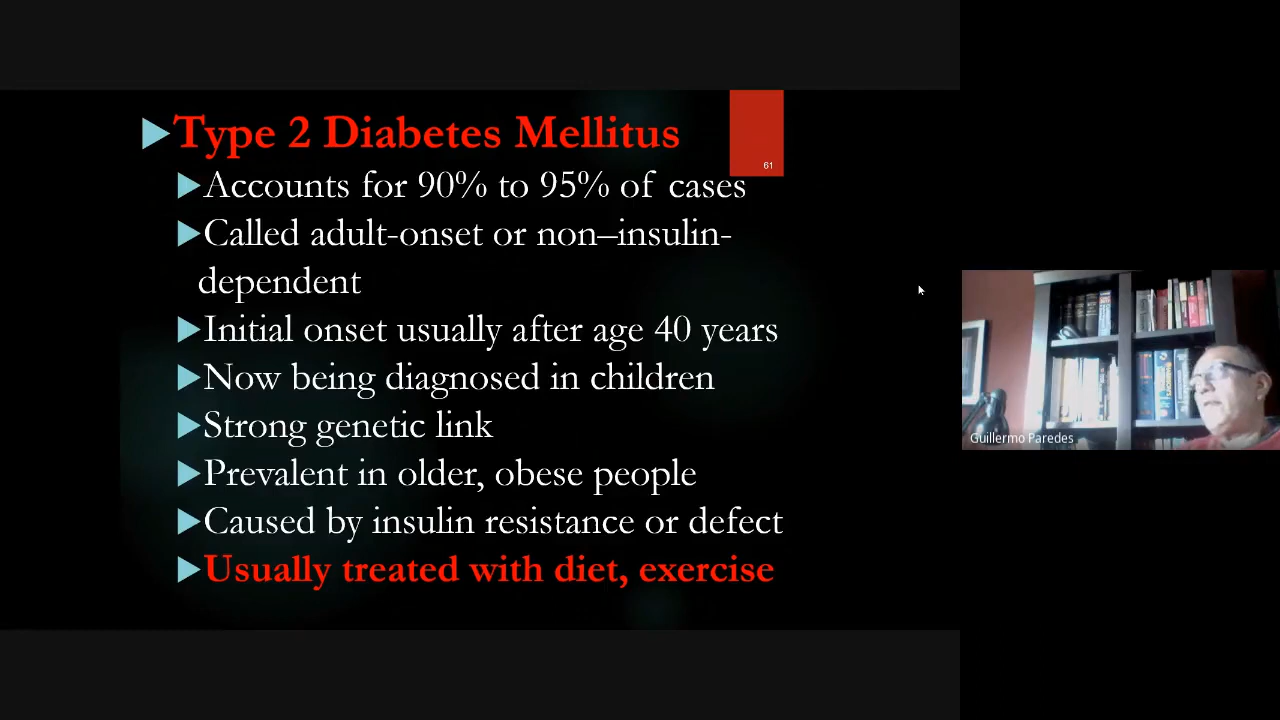 Type 2 Diabetes Mellitus
61
Accounts for 90% to 95% of cases
Called adult-onset or non–insulin-
dependent
Initial onset usually after age 40 years
Now being diagnosed in children
Strong genetic link
Prevalent in older, obese people
Caused by insulin resistance or defect
Usually treated with diet, exercise
Guillermo Paredes